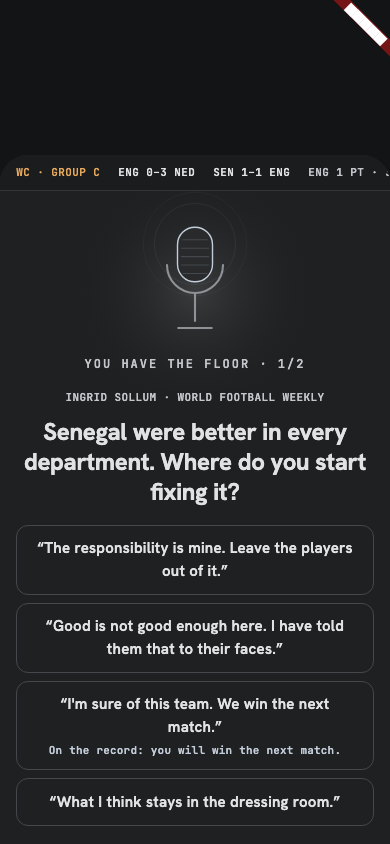 WC · GROUP C ENG 0–3 NED SEN 1–1 ENG ENG 1 PT ·
YOU HAVE THE FLOOR · 1/2
INGRID SOLLUM · WORLD FOOTBALL WEEKLY
Senegal were better in every
department. Where do you start
fixing it?
“The responsibility is mine. Leave the players
out of it.”
“Good is not good enough here. I have told
them that to their faces.”
“I'm sure of this team. We win the next
match.”
On the record: you will win the next match.
“What I think stays in the dressing room.”